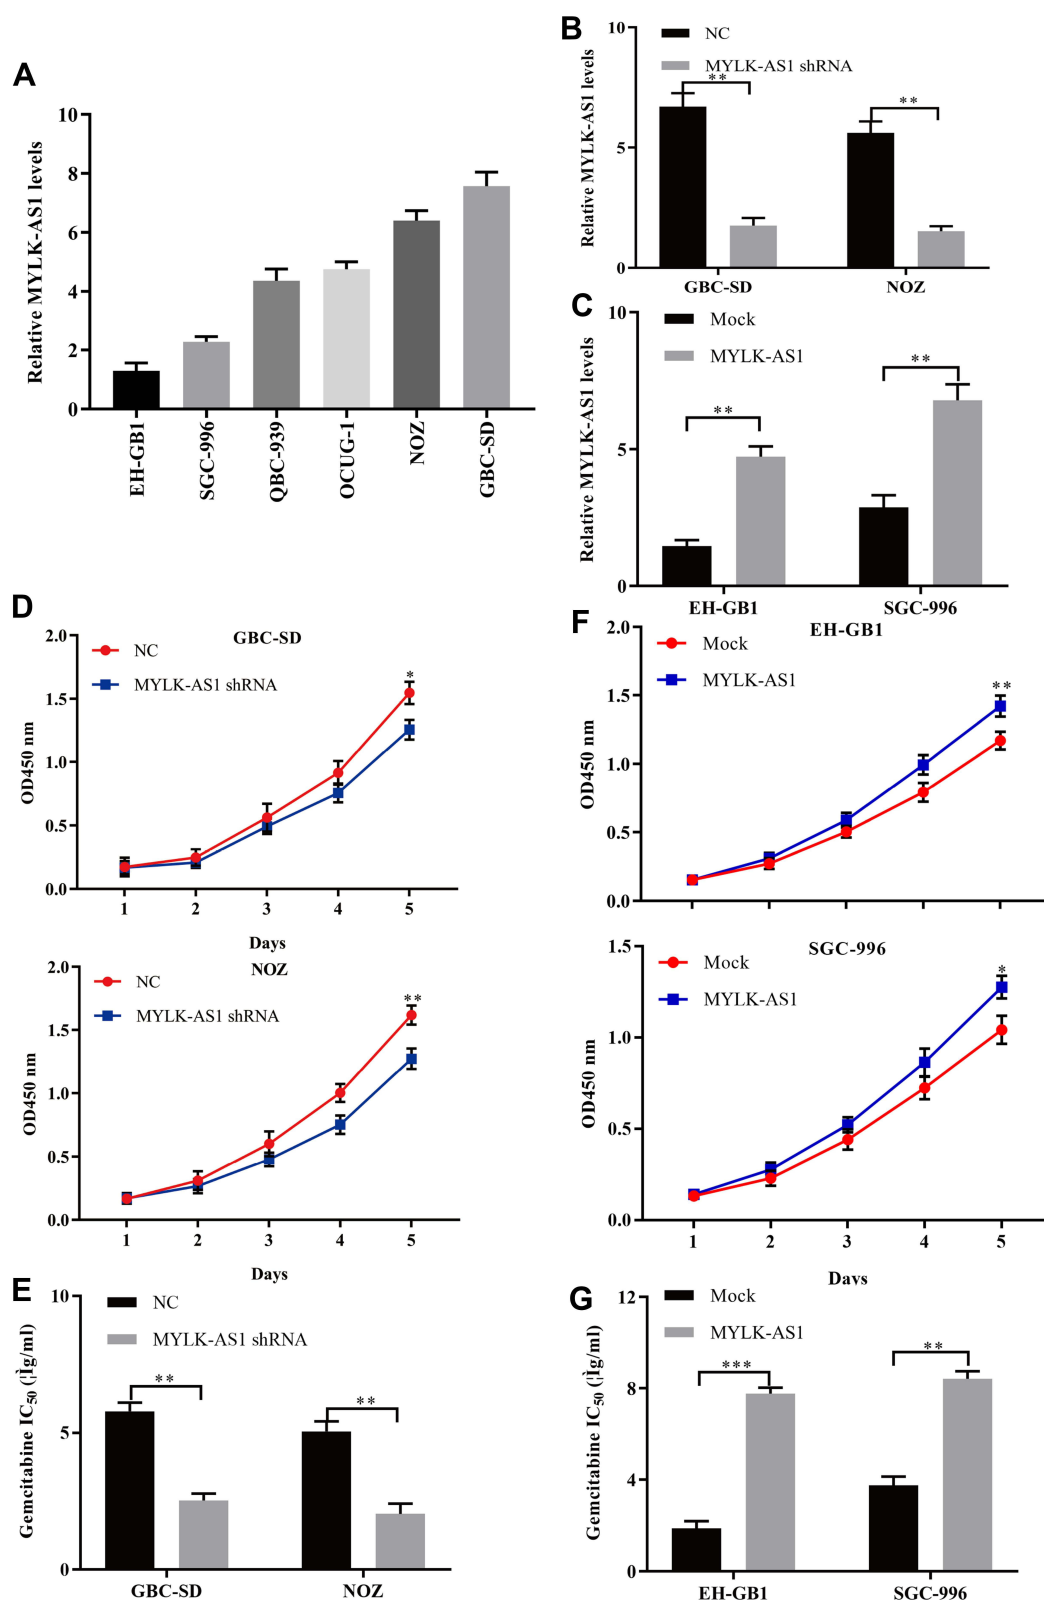 A
Relative MYLK-AS1 levels
10
8
6
4
2
0
EH-GB1
SGC-996
QBC-939
OCUG-1
NOZ
GBC-SD
B
Relative MYLK-AS1 levels
10
5
0
NC
MYLK-AS1 shRNA
**
**
GBC-SD NOZ
C
Relative MYLK-AS1 levels
10
5
0
Mock
MYLK-AS1
**
**
EH-GB1 SGC-996
D
GBC-SD
NC
MYLK-AS1 shRNA
OD450 nm
2.0
1.5
1.0
0.5
0.0
*
1 2 3 4 5
Days
NOZ
NC
MYLK-AS1 shRNA
OD450 nm
2.0
1.5
1.0
0.5
0.0
**
1 2 3 4 5
Days
E
Gemcitabine IC50 (¦Ìg/ml)
10
5
0
NC
MYLK-AS1 shRNA
**
**
GBC-SD NOZ
F
EH-GB1
Mock
MYLK-AS1
OD450 nm
2.0
1.5
1.0
0.5
0.0
**
SGC-996
Mock
MYLK-AS1
OD450 nm
1.5
1.0
0.5
0.0
*
1 2 3 4 5
Days
G
Gemcitabine IC50 (¦Ìg/ml)
12
8
4
0
Mock
MYLK-AS1
***
**
EH-GB1 SGC-996